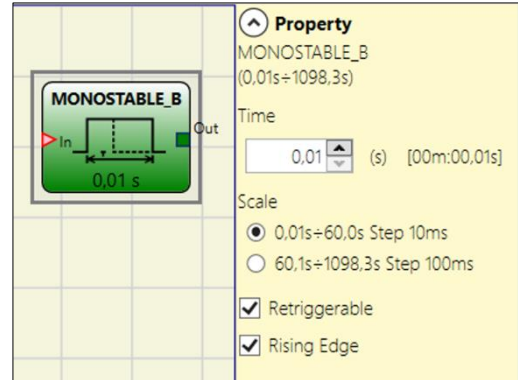 MONOSTABLE_B
In
Out
0,01 s
Property
MONOSTABLE_B
(0,01s÷1098,3s)
Time
0,01 (s) [00m:00,01s]
Scale
0,01s÷60,0s Step 10ms
60,1s÷1098,3s Step 100ms
Retriggerable
Rising Edge